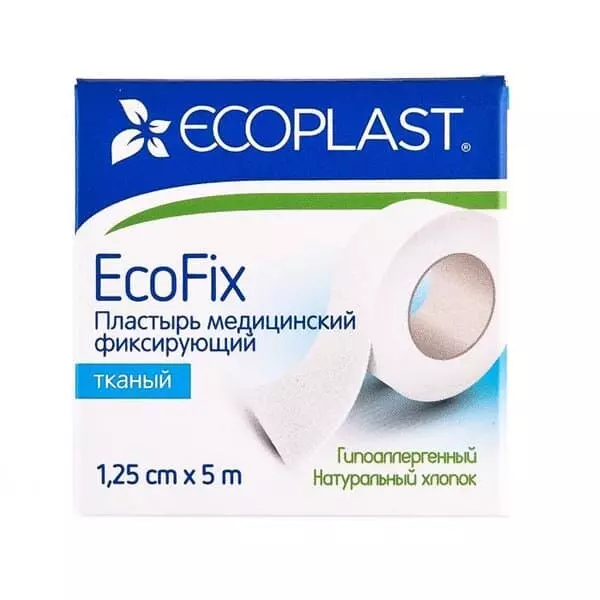 ECOPLAST®
EcoFix
Пластырь медицинский
фиксирующий
тканый
Гипоаллергенный
Натуральный хлопок
1,25 cm x 5 m